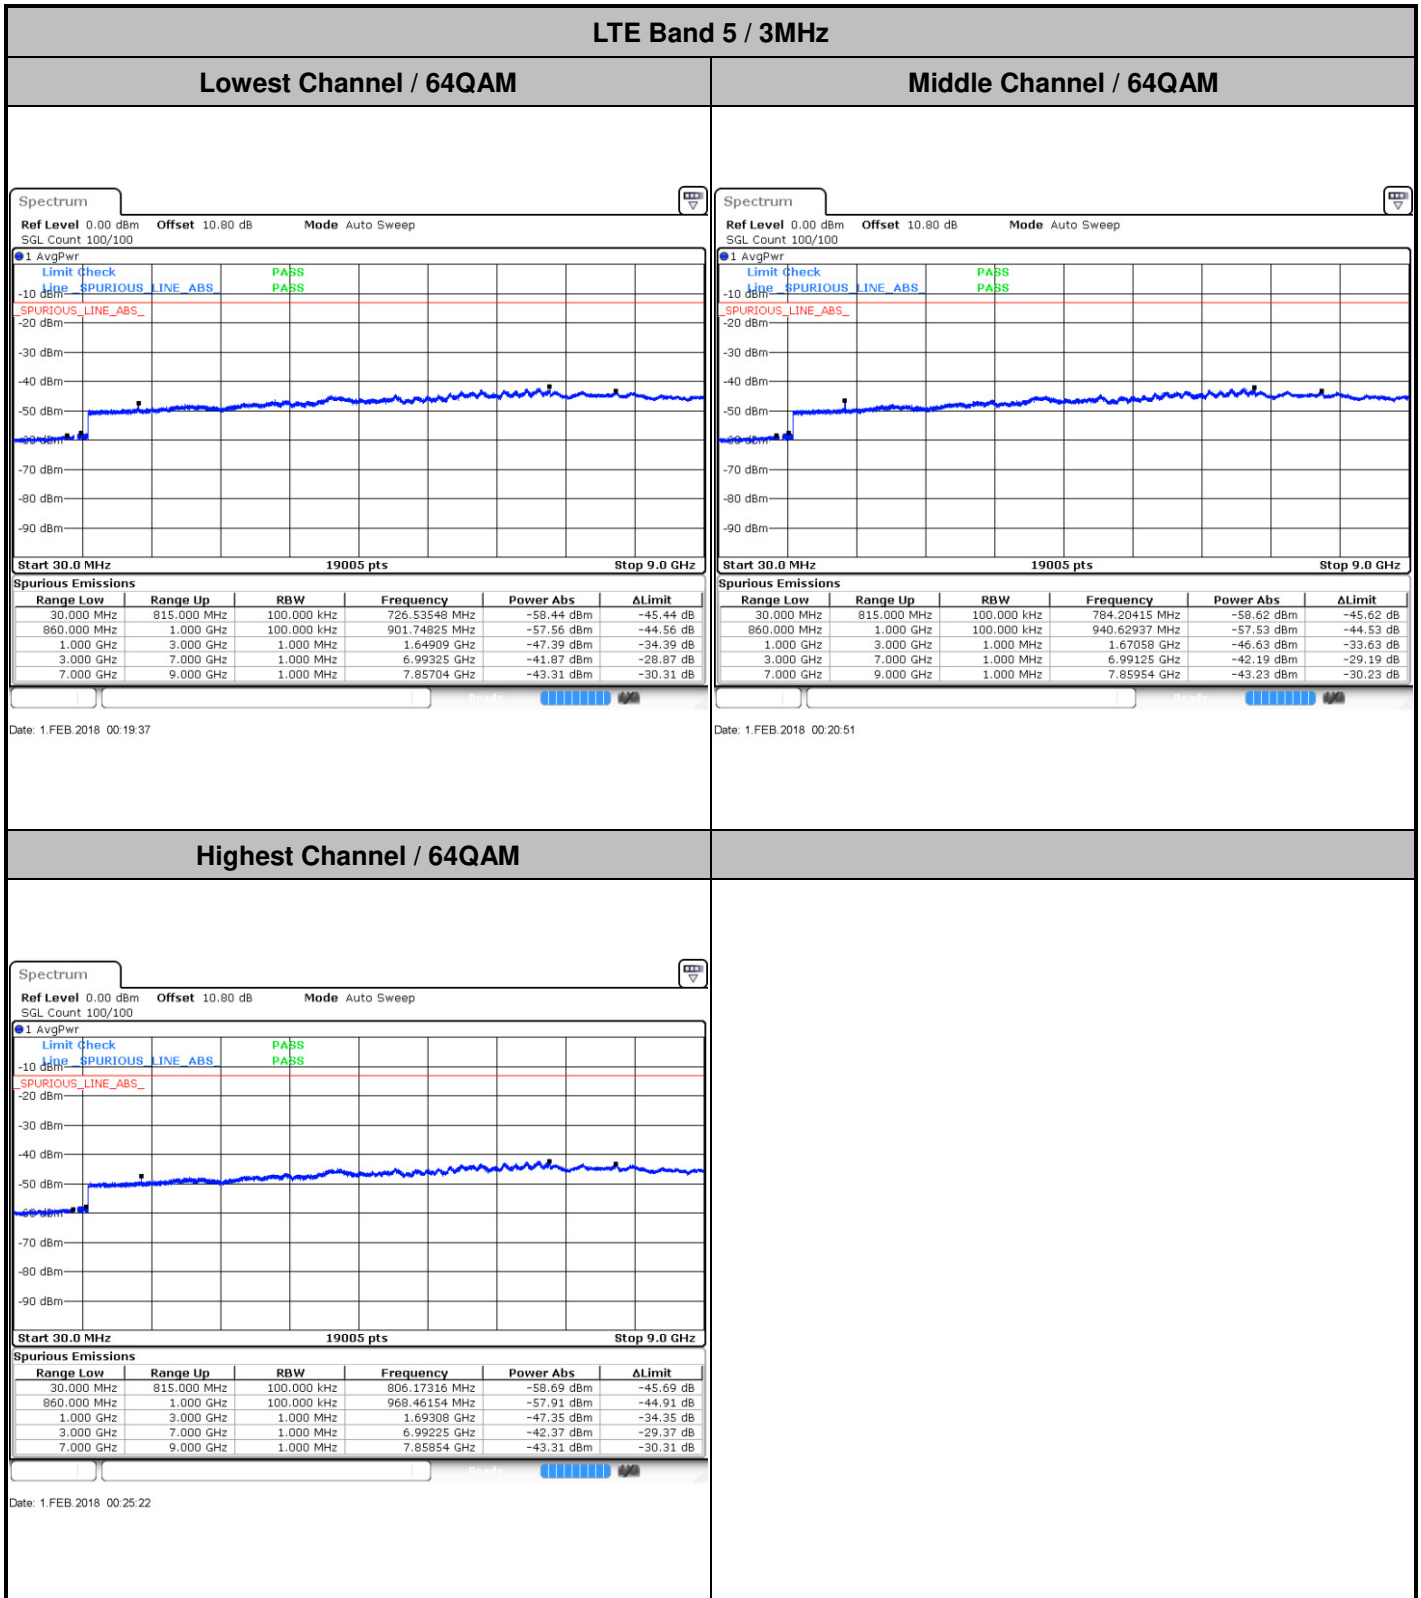 LTE Band 5 / 3MHz
Lowest Channel / 64QAM
Middle Channel / 64QAM
Spectrum
Ref Level 0.00 dBm Offset 10.80 dB Mode Auto Sweep
SGL Count 100/100
1 AvgPwr
Limit Check PASS
Line _SPURIOUS_LINE_ABS_ PASS
-10 dBm
_SPURIOUS_LINE_ABS_
-20 dBm
-30 dBm
-40 dBm
-50 dBm
-60 dBm
-70 dBm
-80 dBm
-90 dBm
Start 30.0 MHz 19005 pts Stop 9.0 GHz
Spurious Emissions
Range Low Range Up RBW Frequency Power Abs ΔLimit
30.000 MHz 815.000 MHz 100.000 kHz 726.53548 MHz -58.44 dBm -45.44 dB
860.000 MHz 1.000 GHz 100.000 kHz 901.74825 MHz -57.56 dBm -44.56 dB
1.000 GHz 3.000 GHz 1.000 MHz 1.64909 GHz -47.39 dBm -34.39 dB
3.000 GHz 7.000 GHz 1.000 MHz 6.99325 GHz -41.87 dBm -28.87 dB
7.000 GHz 9.000 GHz 1.000 MHz 7.85704 GHz -43.31 dBm -30.31 dB
Date: 1.FEB.2018 00:19:37
Spectrum
Ref Level 0.00 dBm Offset 10.80 dB Mode Auto Sweep
SGL Count 100/100
1 AvgPwr
Limit Check PASS
Line _SPURIOUS_LINE_ABS_ PASS
-10 dBm
_SPURIOUS_LINE_ABS_
-20 dBm
-30 dBm
-40 dBm
-50 dBm
-60 dBm
-70 dBm
-80 dBm
-90 dBm
Start 30.0 MHz 19005 pts Stop 9.0 GHz
Spurious Emissions
Range Low Range Up RBW Frequency Power Abs ΔLimit
30.000 MHz 815.000 MHz 100.000 kHz 784.20415 MHz -58.62 dBm -45.62 dB
860.000 MHz 1.000 GHz 100.000 kHz 940.62937 MHz -57.53 dBm -44.53 dB
1.000 GHz 3.000 GHz 1.000 MHz 1.67058 GHz -46.63 dBm -33.63 dB
3.000 GHz 7.000 GHz 1.000 MHz 6.99125 GHz -42.19 dBm -29.19 dB
7.000 GHz 9.000 GHz 1.000 MHz 7.85954 GHz -43.23 dBm -30.23 dB
Date: 1.FEB.2018 00:20:51
Highest Channel / 64QAM
Spectrum
Ref Level 0.00 dBm Offset 10.80 dB Mode Auto Sweep
SGL Count 100/100
1 AvgPwr
Limit Check PASS
Line _SPURIOUS_LINE_ABS_ PASS
-10 dBm
_SPURIOUS_LINE_ABS_
-20 dBm
-30 dBm
-40 dBm
-50 dBm
-60 dBm
-70 dBm
-80 dBm
-90 dBm
Start 30.0 MHz 19005 pts Stop 9.0 GHz
Spurious Emissions
Range Low Range Up RBW Frequency Power Abs ΔLimit
30.000 MHz 815.000 MHz 100.000 kHz 806.17316 MHz -58.69 dBm -45.69 dB
860.000 MHz 1.000 GHz 100.000 kHz 968.46154 MHz -57.91 dBm -44.91 dB
1.000 GHz 3.000 GHz 1.000 MHz 1.69308 GHz -47.35 dBm -34.35 dB
3.000 GHz 7.000 GHz 1.000 MHz 6.99225 GHz -42.37 dBm -29.37 dB
7.000 GHz 9.000 GHz 1.000 MHz 7.85854 GHz -43.31 dBm -30.31 dB
Date: 1.FEB.2018 00:25:22